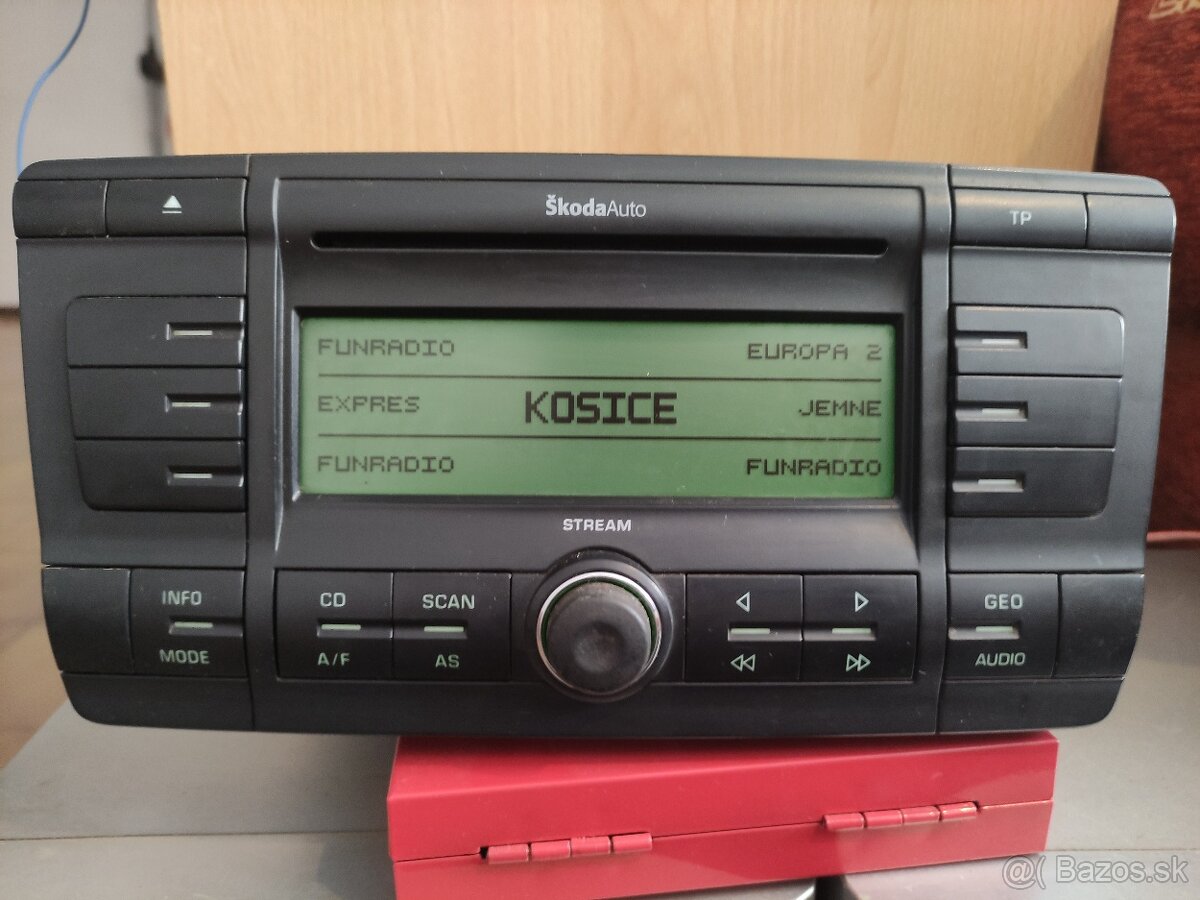 ŠkodaAuto
TP
FUNRADIO
EUROPA 2
EXPRES
KOSICE
JEMNE
FUNRADIO
FUNRADIO
STREAM
INFO
MODE
CD
A/F
SCAN
AS
GEO
AUDIO
@( Bazos.sk